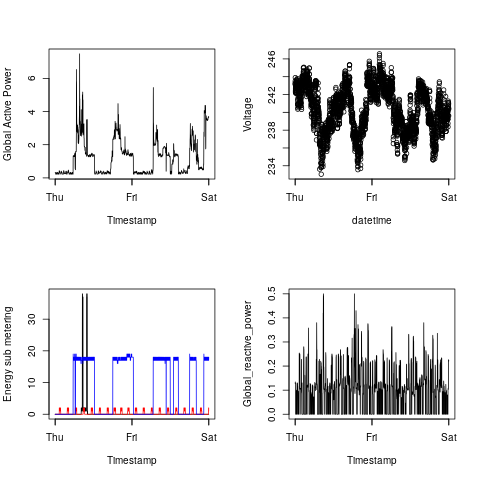 Global Active Power
6
4
2
0
Thu Fri Sat
Timestamp
Voltage
246
242
238
234
Thu Fri Sat
datetime
Energy sub metering
30
20
10
0
Thu Fri Sat
Timestamp
Global_reactive_power
0.5
0.4
0.3
0.2
0.1
0.0
Thu Fri Sat
Timestamp